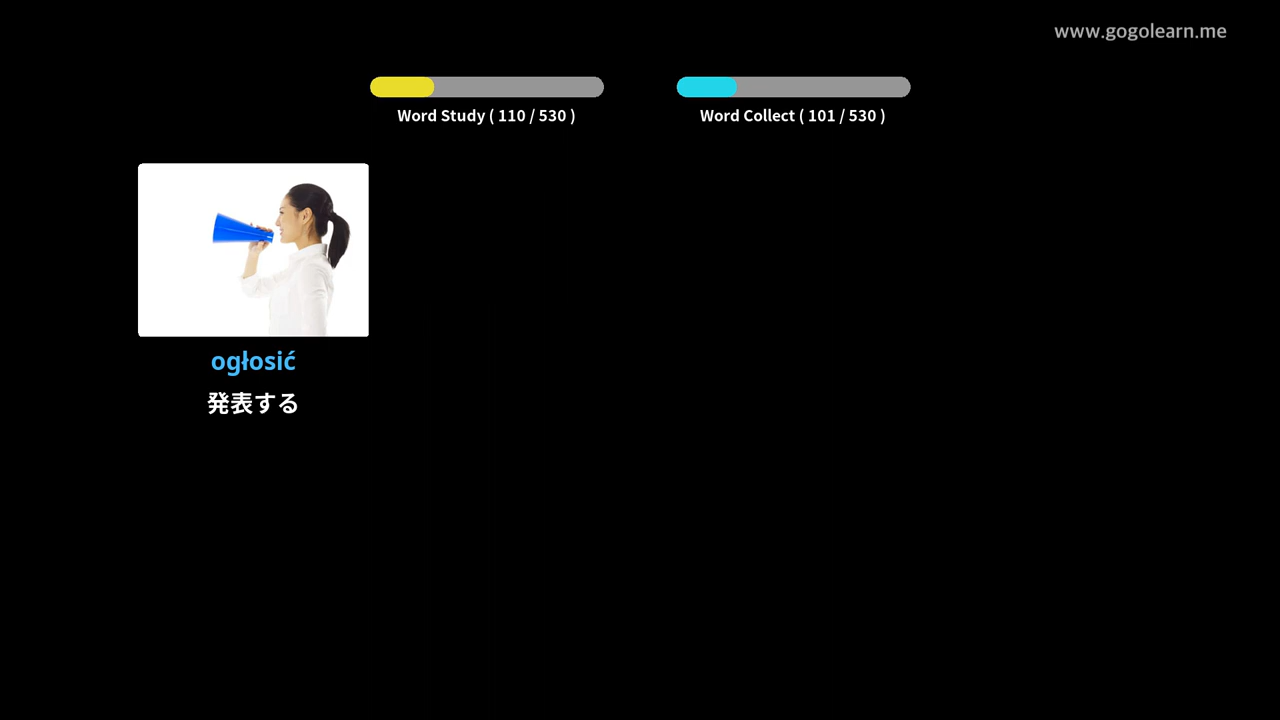 www.gogolearn.me
Word Study ( 110 / 530 )
Word Collect ( 101 / 530 )
ogłosić
発表する